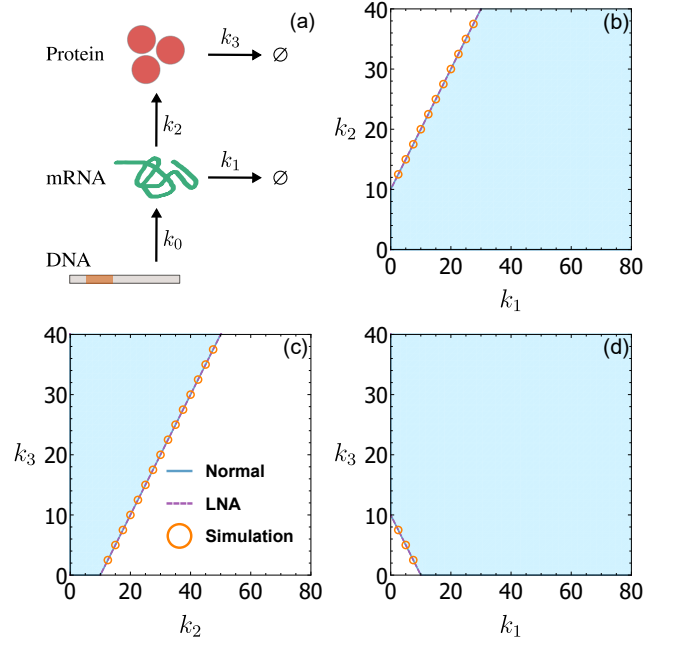 (a)
Protein
k₃
∅
k₂
mRNA
k₁
∅
k₀
DNA
(b)
40
30
k₂
20
10
0
0 20 40 60 80
k₁
(c)
40
30
k₃
20
10
0
Normal
LNA
Simulation
0 20 40 60 80
k₂
(d)
40
30
k₃
20
10
0
0 20 40 60 80
k₁